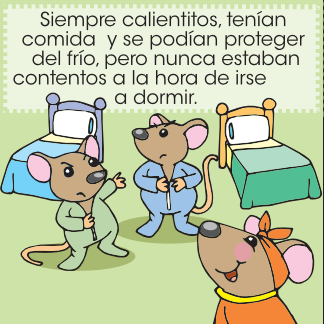 Siempre calientitos, tenían
comida y se podían proteger
del frío, pero nunca estaban
contentos a la hora de irse
a dormir.